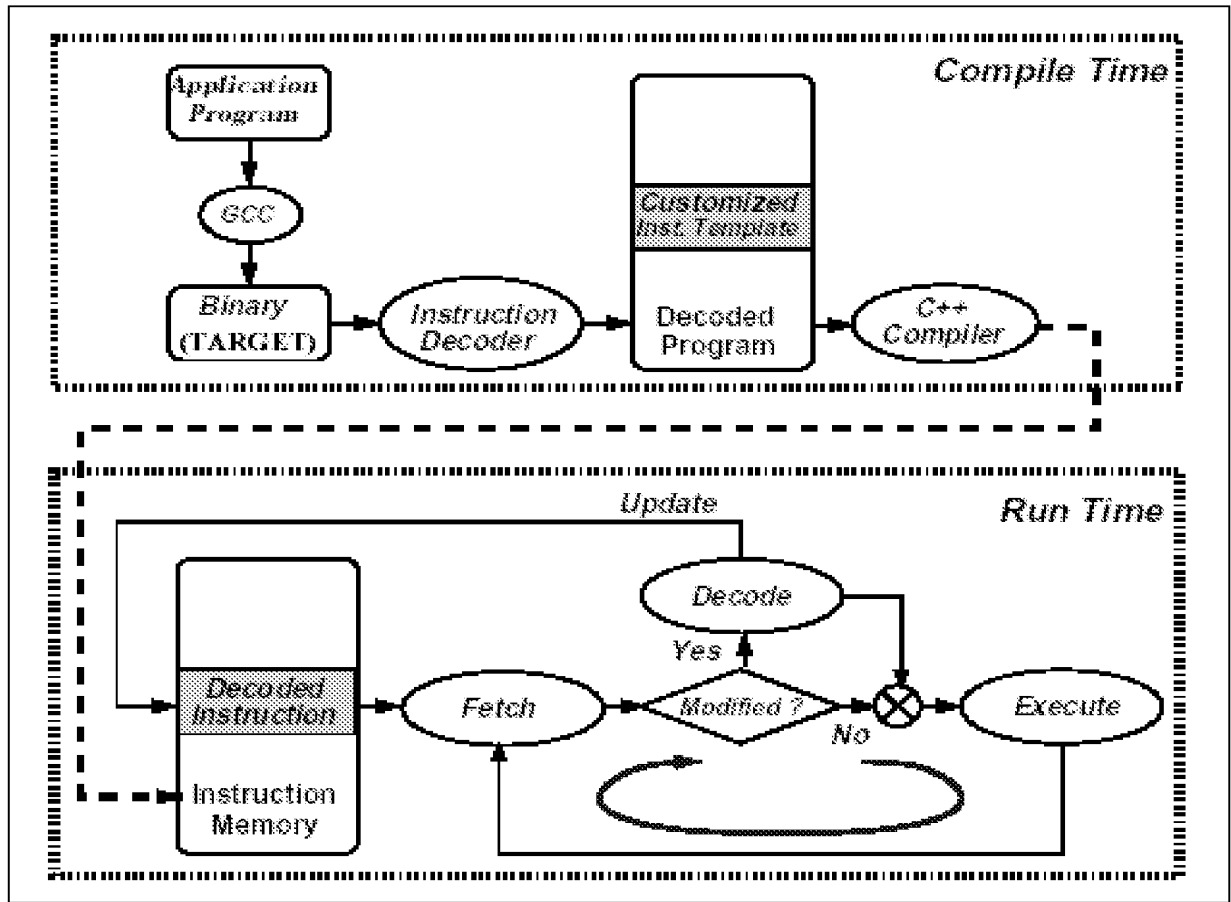 Compile Time
Application
Program
GCC
Binary
(TARGET)
Instruction
Decoder
Customized
Inst. Template
Decoded
Program
C++
Compiler
Run Time
Update
Decode
Yes
Decoded
Instruction
Fetch
Modified ?
No
Execute
Instruction
Memory